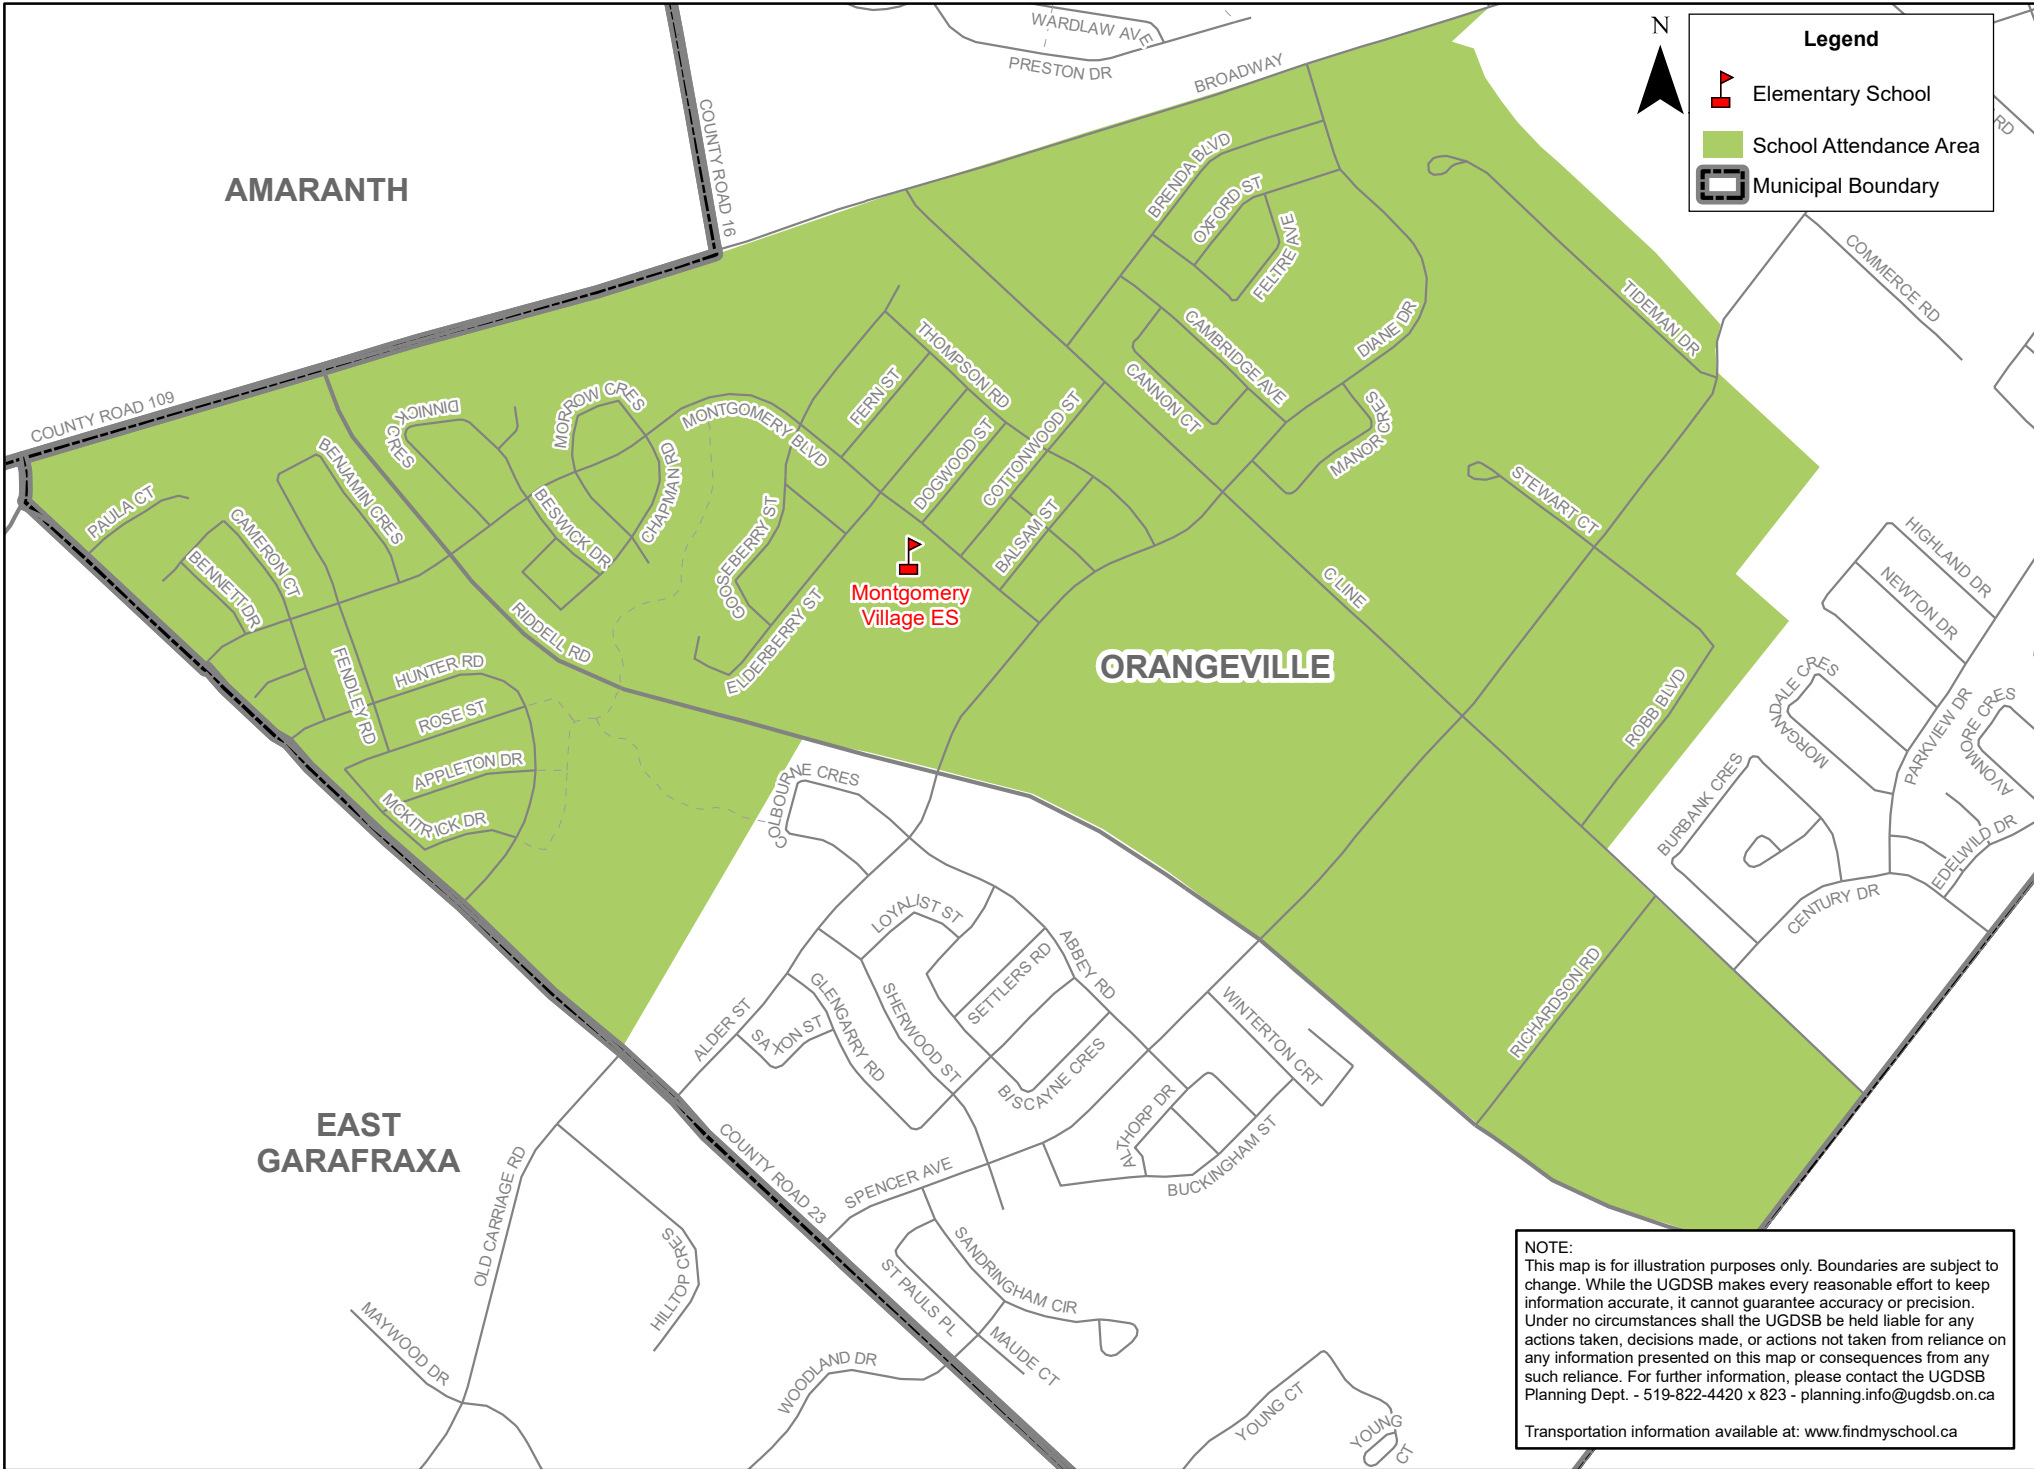 WARDLAW AVE
PRESTON DR
BROADWAY
N
Legend
Elementary School
School Attendance Area
Municipal Boundary
RD
COUNTY ROAD 16
AMARANTH
BRENDA BLVD
OXFORD ST
FELTRE AVE
COMMERCE RD
TIDEMAN DR
DIANE DR
CAMBRIDGE AVE
CANNON CT
MANOR CRES
THOMPSON RD
FERN ST
COUNTY ROAD 109
DINNICK
CRES
MORROW CRES
MONTGOMERY BLVD
DOGWOOD ST
COTTONWOOD ST
BENJAMIN CRES
CHAPMAN RD
PAULA CT
CAMERON CT
BESWICK DR
BENNETT DR
GOOSEBERRY ST
BALSAM ST
STEWART CT
HIGHLAND DR
NEWTON DR
C LINE
Montgomery
Village ES
ELDERBERRY ST
RIDDELL RD
ORANGEVILLE
FENDLEY RD
HUNTER RD
ROSE ST
APPLETON DR
MCKITRICK DR
ROBB BLVD
MORGANDALE CRES
PARKVIEW DR
AVONMORE CRES
BURBANK CRES
EDELWILD DR
CENTURY DR
COLBOURNE CRES
LOYALIST ST
ABBEY RD
SETTLERS RD
RICHARDSON RD
ALDER ST
SAXTON ST
GLENGARRY RD
SHERWOOD ST
BISCAYNE CRES
WINTERTON CRT
ALTHORP DR
BUCKINGHAM ST
EAST
GARAFRAXA
COUNTY ROAD 23
SPENCER AVE
OLD CARRIAGE RD
HILLTOP CRES
SANDRINGHAM CIR
ST PAULS PL
MAUDE CT
MAYWOOD DR
WOODLAND DR
YOUNG CT
YOUNG
CT
NOTE:
This map is for illustration purposes only. Boundaries are subject to
change. While the UGDSB makes every reasonable effort to keep
information accurate, it cannot guarantee accuracy or precision.
Under no circumstances shall the UGDSB be held liable for any
actions taken, decisions made, or actions not taken from reliance on
any information presented on this map or consequences from any
such reliance. For further information, please contact the UGDSB
Planning Dept. - 519-822-4420 x 823 - planning.info@ugdsb.on.ca
Transportation information available at: www.findmyschool.ca